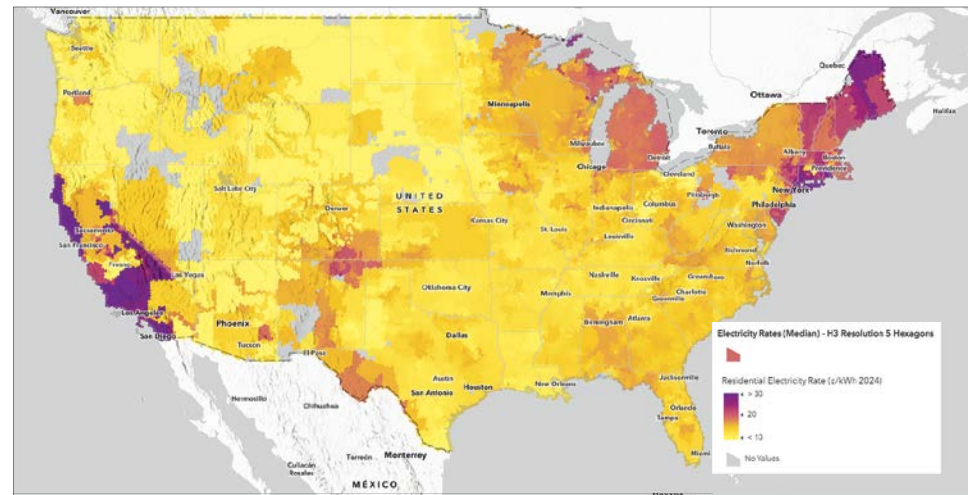 Vancouver
Seattle
Portland
Quebec
Ottawa
Halifax
Minneapolis
Toronto
Buffalo
Albany
Boston
Providence
Milwaukee
Detroit
Chicago
Cleveland
New York
Pittsburgh
Philadelphia
Salt Lake City
UNITED
STATES
Denver
Indianapolis
Columbus
Cincinnati
Washington
Sacramento
San Francisco
Kansas City
St. Louis
Louisville
Richmond
Norfolk
Fresno
Las Vegas
Nashville
Knoxville
Greensboro
Oklahoma City
Memphis
Charlotte
Greenville
Los Angeles
Phoenix
San Diego
Tucson
Dallas
Birmingham
Atlanta
El Paso
Austin
Houston
San Antonio
New Orleans
Jacksonville
Hermosillo
Chihuahua
Orlando
Tampa
Miami
Torreón
Monterrey
Culiacán
Rosales
MÉXICO
Electricity Rates (Median) - H3 Resolution 5 Hexagons
Residential Electricity Rate (c/kWh 2024)
> 30
20
< 10
No Values